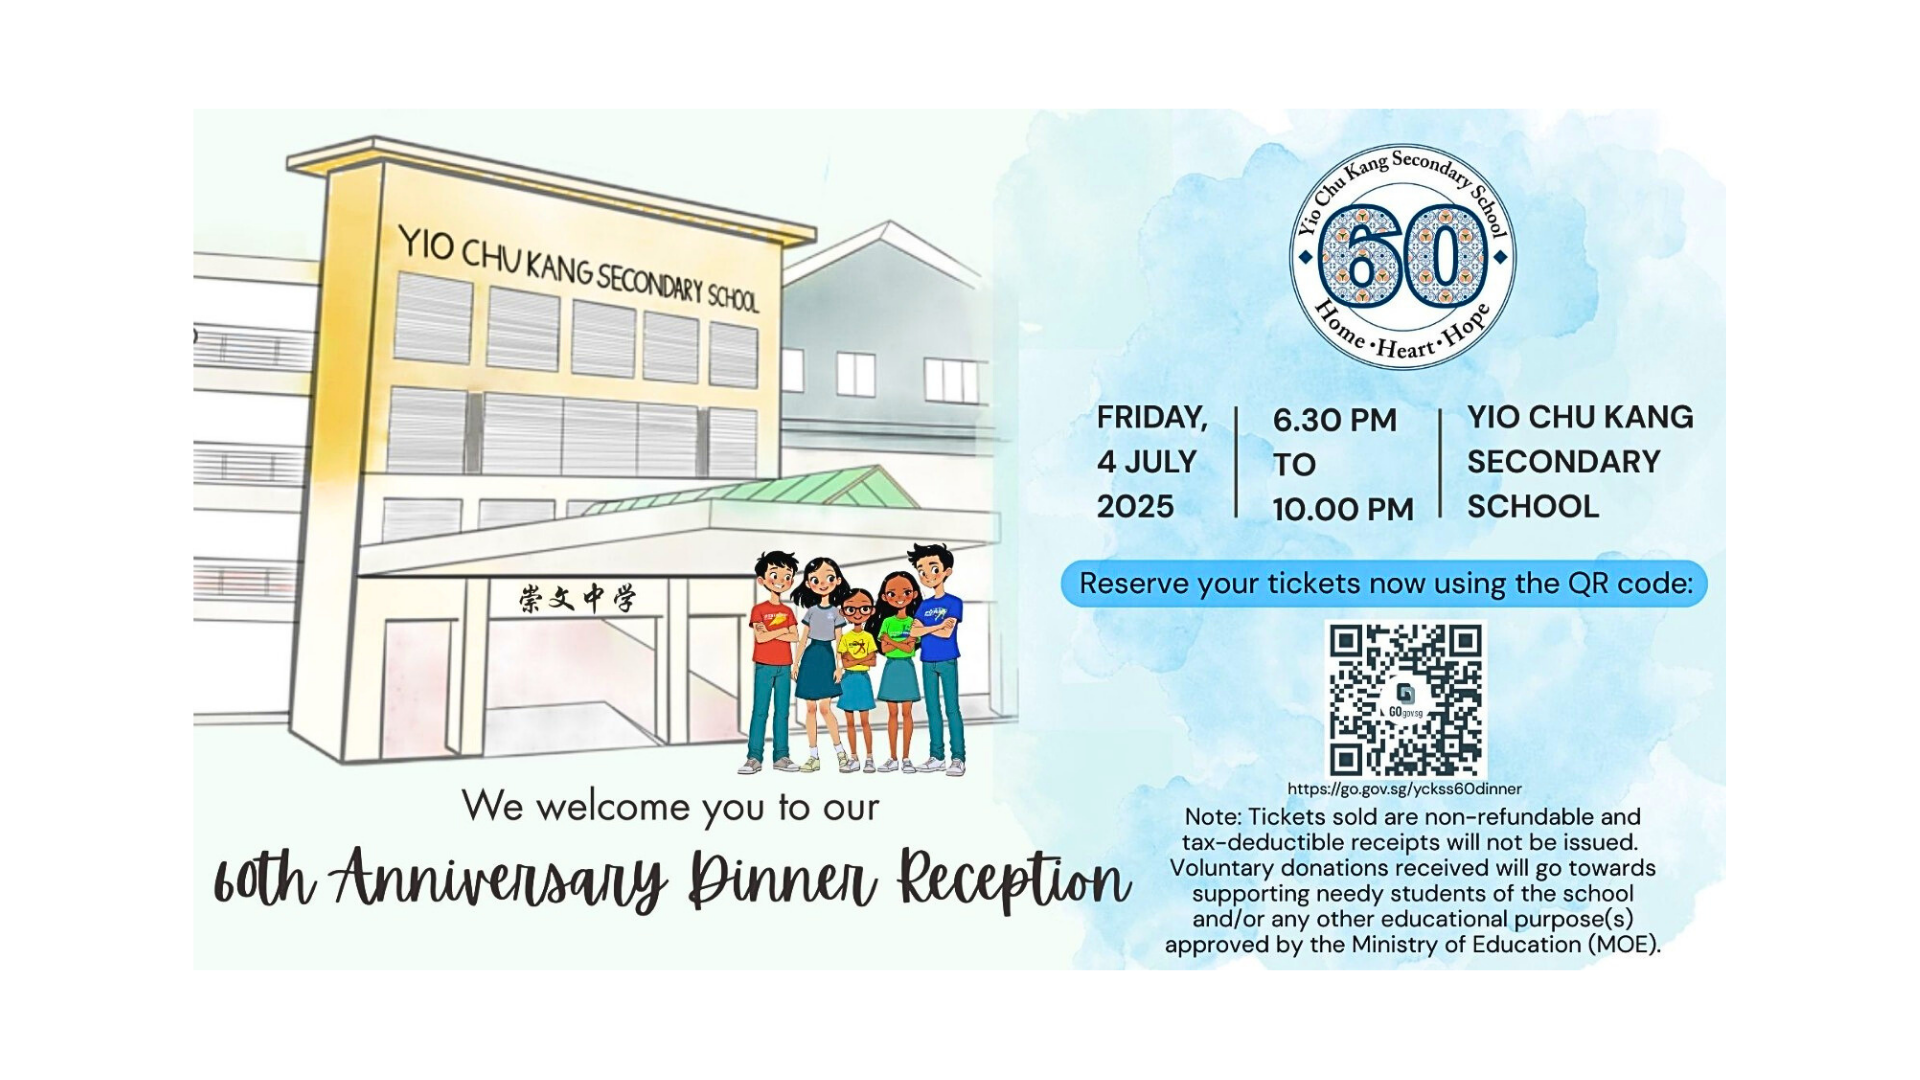 YIO CHU KANG SECONDARY SCHOOL
崇文中学
We welcome you to our
60th Anniversary Dinner Reception
Yio Chu Kang Secondary School
60
Home • Heart • Hope
FRIDAY,
4 JULY
2025
6.30 PM
TO
10.00 PM
YIO CHU KANG
SECONDARY
SCHOOL
Reserve your tickets now using the QR code:
GOgovsg
https://go.gov.sg/yckss60dinner
Note: Tickets sold are non-refundable and
tax-deductible receipts will not be issued.
Voluntary donations received will go towards
supporting needy students of the school
and/or any other educational purpose(s)
approved by the Ministry of Education (MOE).